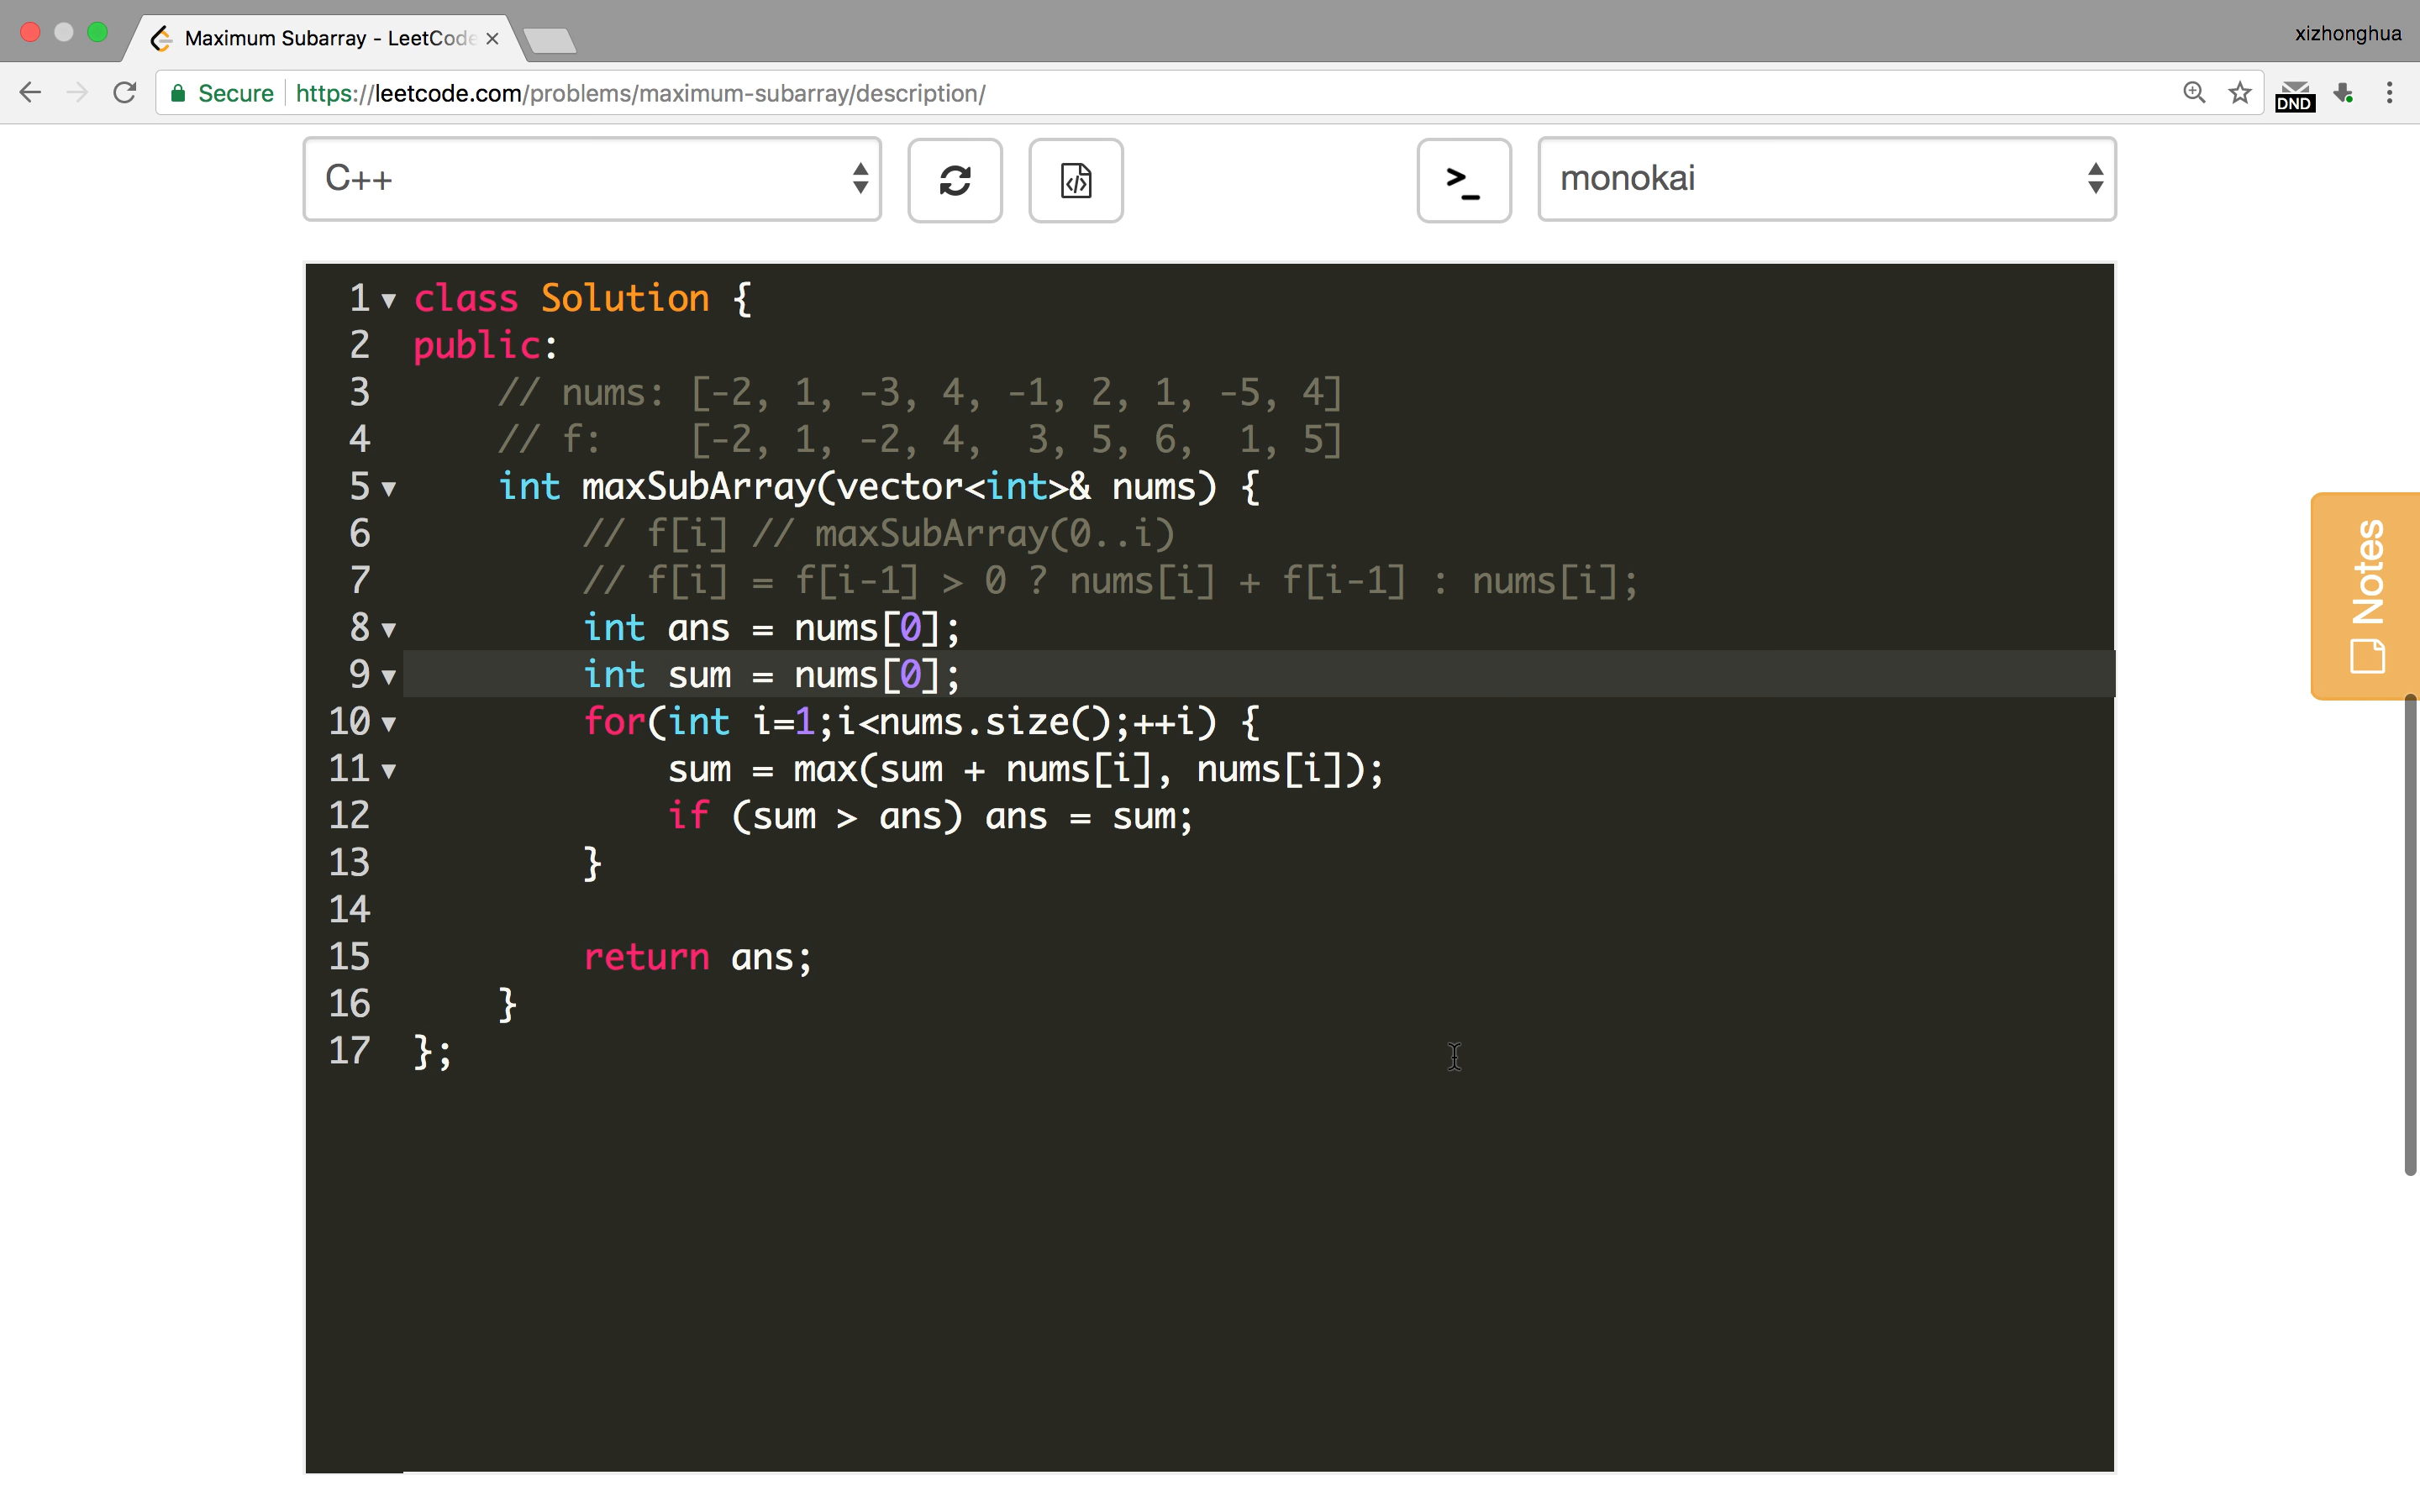 Maximum Subarray - LeetCode
xizhonghua
Secure https://leetcode.com/problems/maximum-subarray/description/
DND
C++
>_
monokai
1 class Solution {
2 public:
3 // nums: [-2, 1, -3, 4, -1, 2, 1, -5, 4]
4 // f: [-2, 1, -2, 4, 3, 5, 6, 1, 5]
5 int maxSubArray(vector<int>& nums) {
6 // f[i] // maxSubArray(0..i)
7 // f[i] = f[i-1] > 0 ? nums[i] + f[i-1] : nums[i];
8 int ans = nums[0];
9 int sum = nums[0];
10 for(int i=1;i<nums.size();++i) {
11 sum = max(sum + nums[i], nums[i]);
12 if (sum > ans) ans = sum;
13 }
14
15 return ans;
16 }
17 };
Notes